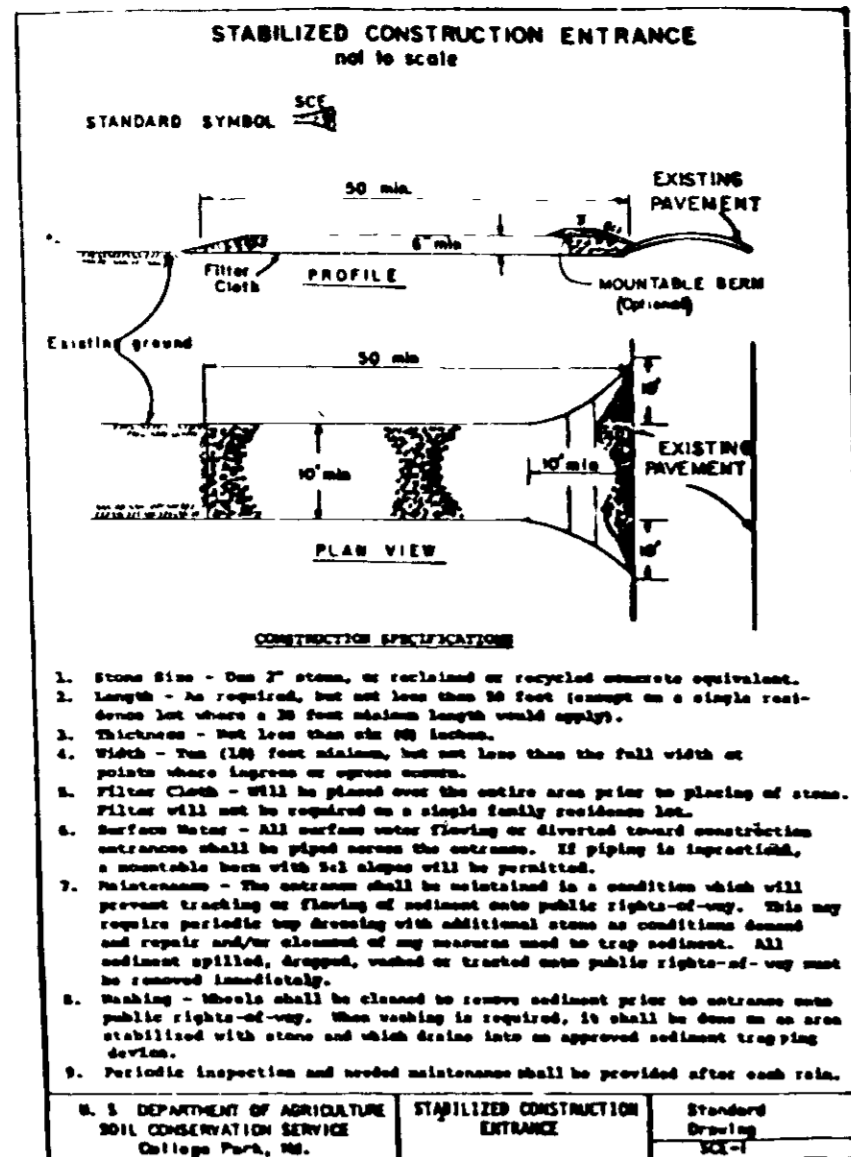 STABILIZED CONSTRUCTION ENTRANCE
not to scale
SCE
STANDARD SYMBOL
50 min.
EXISTING
PAVEMENT
6" min
Filter
Cloth
PROFILE
MOUNTABLE BERM
(Optional)
Existing ground
50 min
10'
10' min
10' min
EXISTING
PAVEMENT
10'
PLAN VIEW
CONSTRUCTION SPECIFICATIONS
1. Stone Size - Use 2" stone, or reclaimed or recycled concrete equivalent.
2. Length - As required, but not less than 50 feet (except on a single resi-
dence lot where a 30 feet minimum length would apply).
3. Thickness - Not less than six (6) inches.
4. Width - Ten (10) feet minimum, but not less than the full width at
points where ingress or egress occurs.
5. Filter Cloth - Will be placed over the entire area prior to placing of stone.
Filter will not be required on a single family residence lot.
6. Surface Water - All surface water flowing or diverted toward construction
entrances shall be piped across the entrance. If piping is impractical,
a mountable berm with 5:1 slopes will be permitted.
7. Maintenance - The entrance shall be maintained in a condition which will
prevent tracking or flowing of sediment onto public rights-of-way. This may
require periodic top dressing with additional stone as conditions demand
and repair and/or cleanout of any measures used to trap sediment. All
sediment spilled, dropped, washed or tracked onto public rights-of-way must
be removed immediately.
8. Washing - Wheels shall be cleaned to remove sediment prior to entrance onto
public rights-of-way. When washing is required, it shall be done on an area
stabilized with stone and which drains into an approved sediment trapping
device.
9. Periodic inspection and needed maintenance shall be provided after each rain.
U. S DEPARTMENT OF AGRICULTURE
SOIL CONSERVATION SERVICE
College Park, Md.
STABILIZED CONSTRUCTION
ENTRANCE
Standard
Drawing
SCE-1